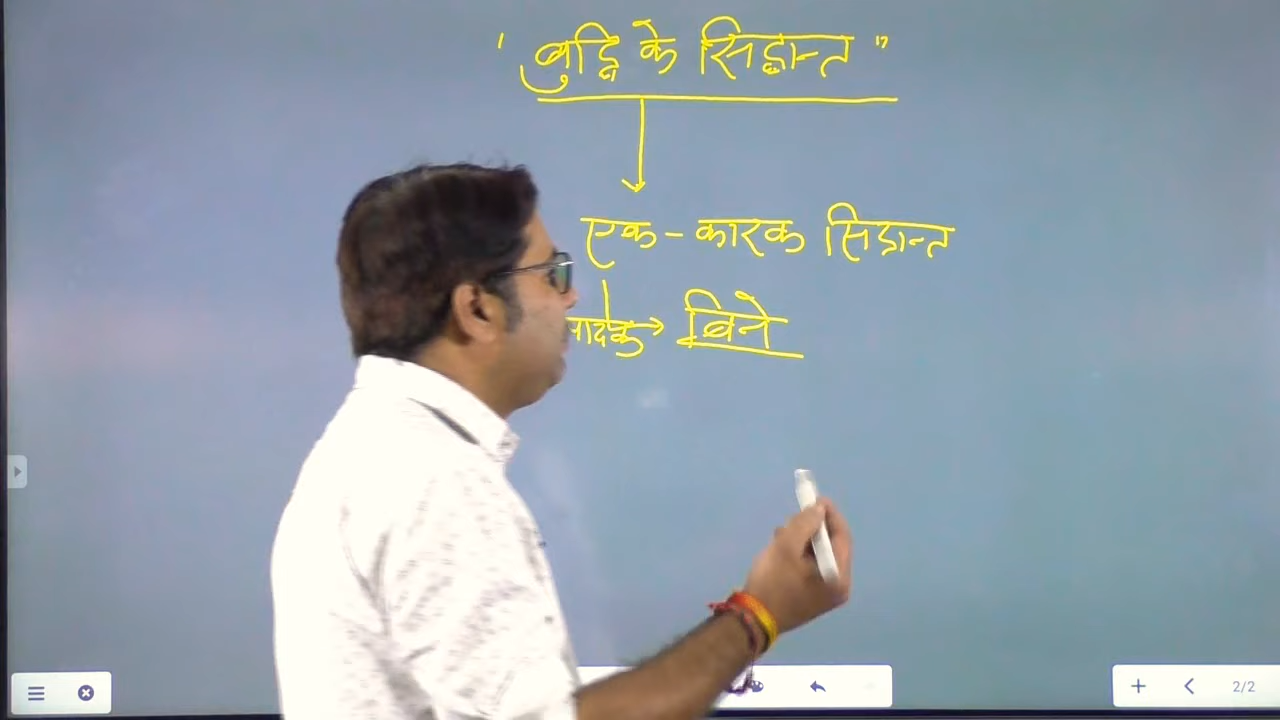 ' बुद्धि के सिद्धान्त "
एक - कारक सिद्धान्त
बिने
2/2